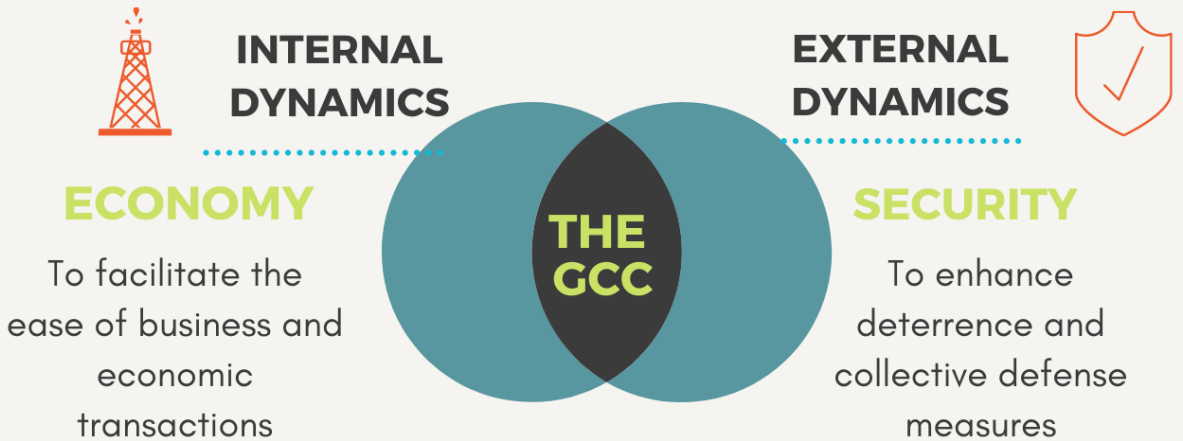 INTERNAL
DYNAMICS
ECONOMY
To facilitate the
ease of business and
economic
transactions
THE
GCC
EXTERNAL
DYNAMICS
SECURITY
To enhance
deterrence and
collective defense
measures